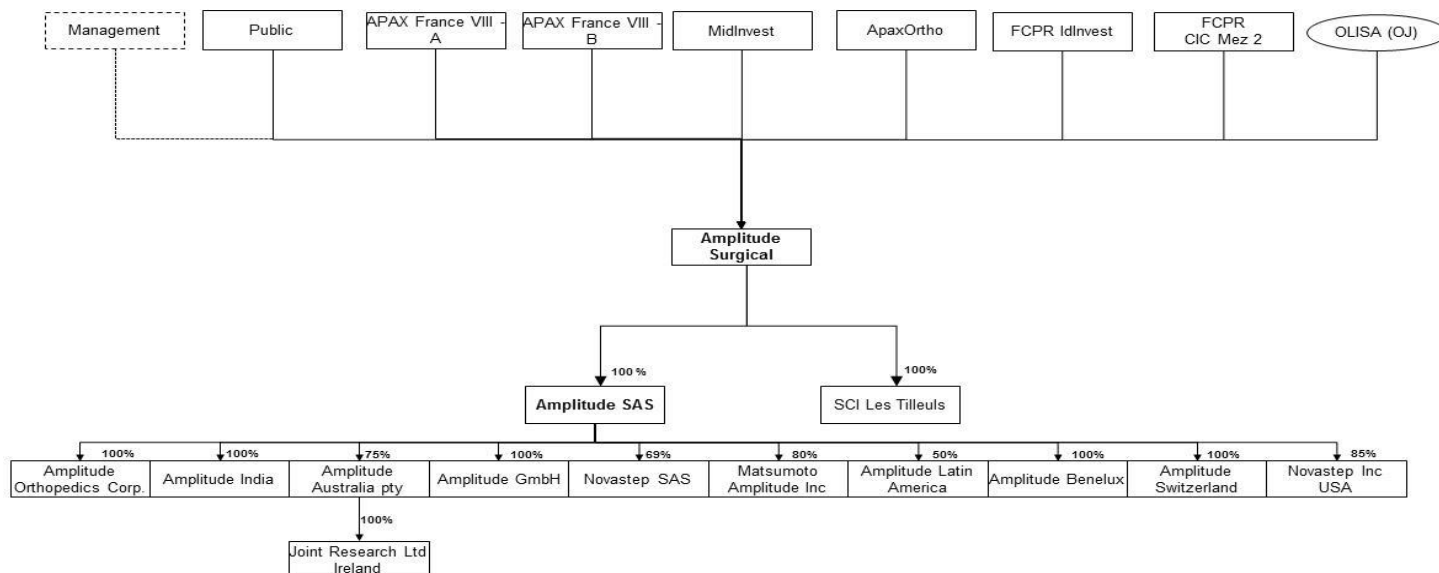 Management
Public
APAX France VIII -
A
APAX France VIII -
B
MidInvest
ApaxOrtho
FCPR IdInvest
FCPR
CIC Mez 2
OLISA (OJ)
Amplitude
Surgical
100 %
100%
Amplitude SAS
SCI Les Tilleuls
100%
100%
75%
100%
69%
80%
50%
100%
100%
85%
Amplitude
Orthopedics Corp.
Amplitude India
Amplitude
Australia pty
Amplitude GmbH
Novastep SAS
Matsumoto
Amplitude Inc
Amplitude Latin
America
Amplitude Benelux
Amplitude
Switzerland
Novastep Inc
USA
100%
Joint Research Ltd
Ireland